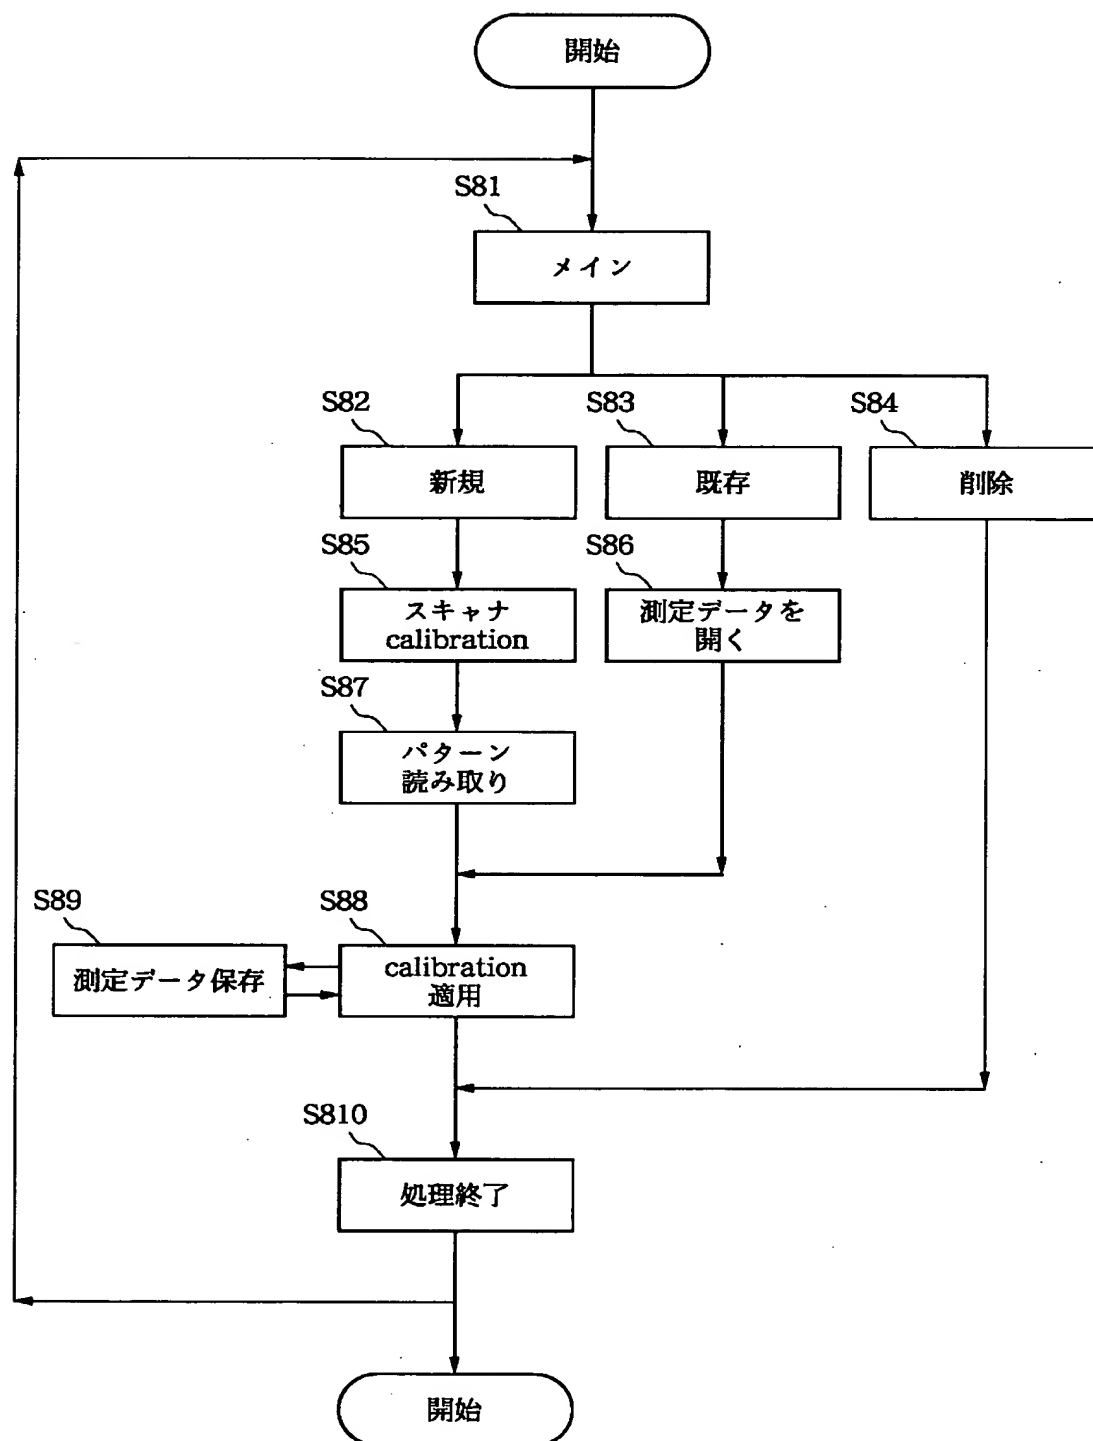 開始
S81
メイン
S82
新規
S83
既存
S84
削除
S85
スキャナ
calibration
S86
測定データを
開く
S87
パターン
読み取り
S89
測定データ保存
S88
calibration
適用
S810
処理終了
開始